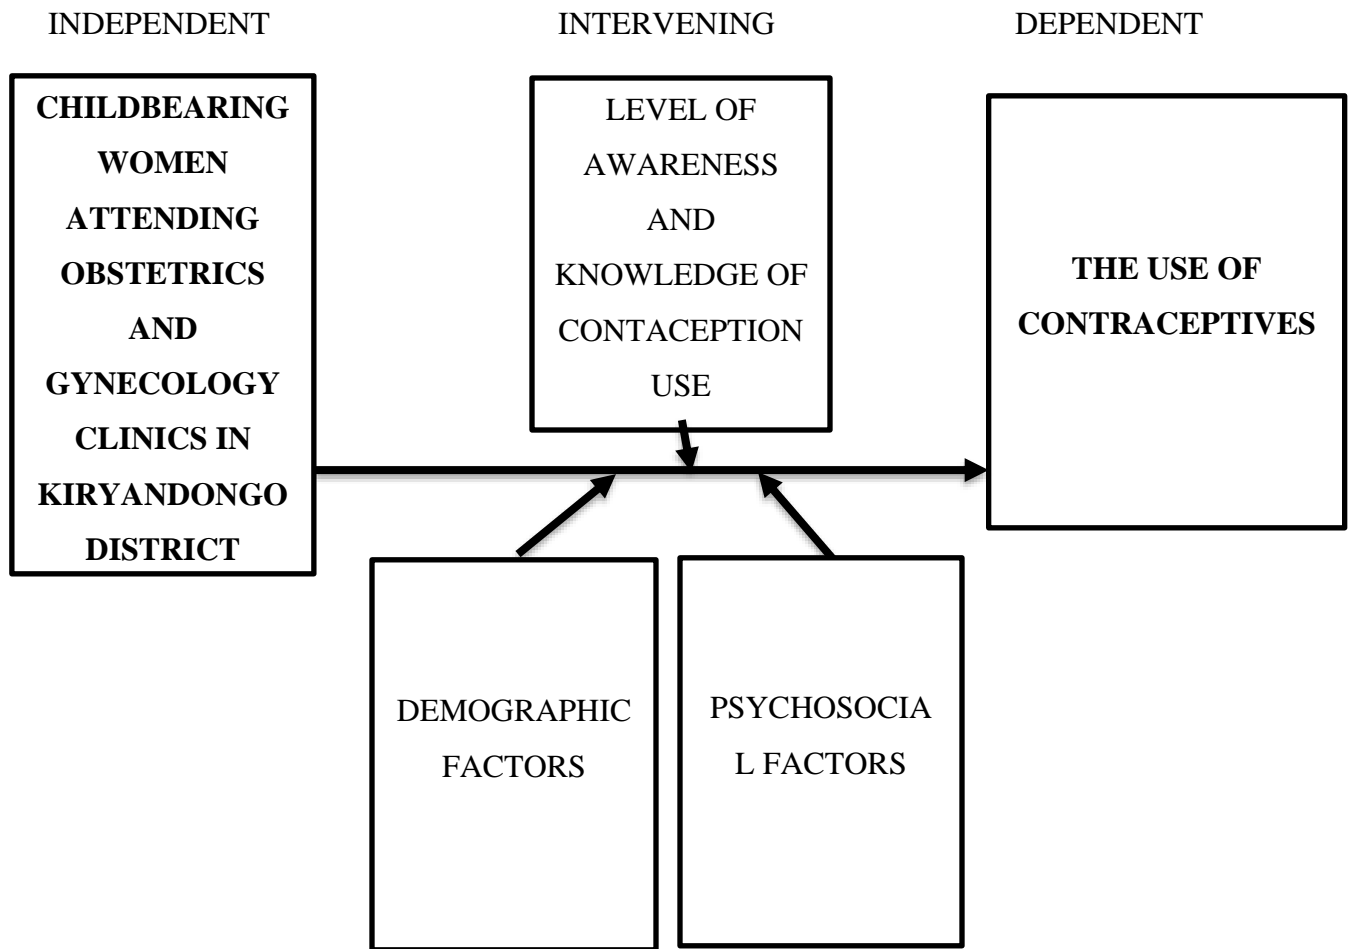 INDEPENDENT
INTERVENING
DEPENDENT
CHILDBEARING
WOMEN
ATTENDING
OBSTETRICS
AND
GYNECOLOGY
CLINICS IN
KIRYANDONGO
DISTRICT
LEVEL OF
AWARENESS
AND
KNOWLEDGE OF
CONTACEPTION
USE
THE USE OF
CONTRACEPTIVES
DEMOGRAPHIC
FACTORS
PSYCHOSOCIA
L FACTORS